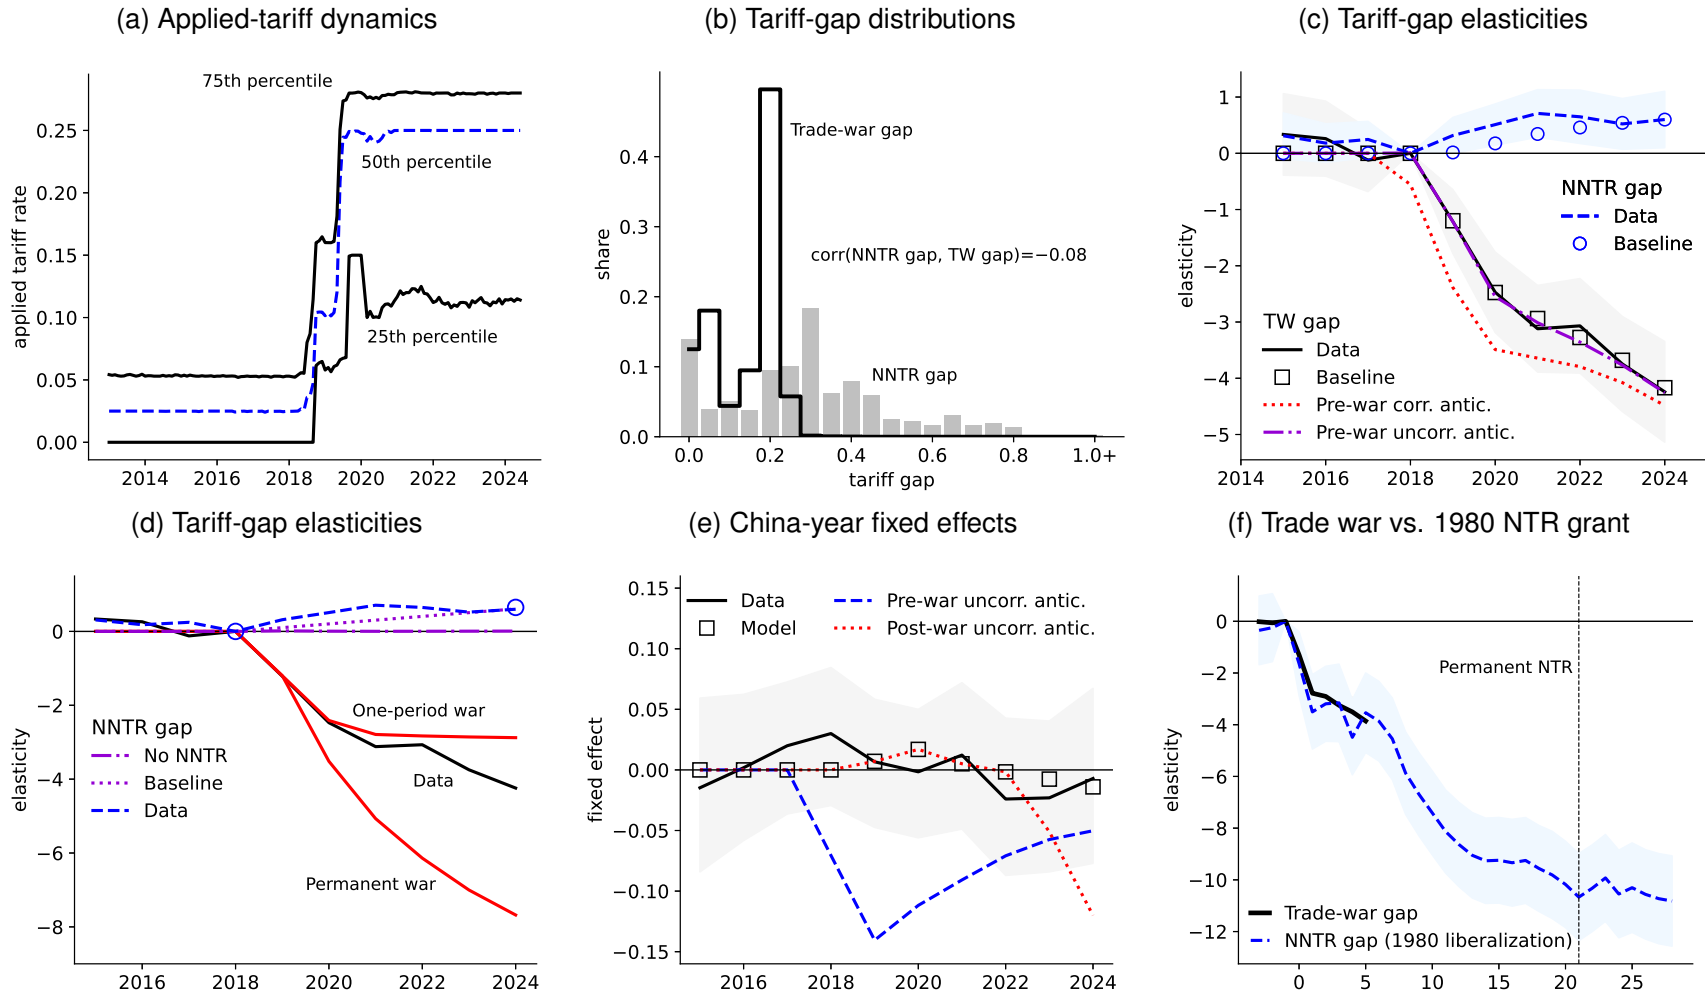 (a) Applied-tariff dynamics
75th percentile
50th percentile
25th percentile
applied tariff rate
0.25
0.20
0.15
0.10
0.05
0.00
2014 2016 2018 2020 2022 2024
(b) Tariff-gap distributions
Trade-war gap
corr(NNTR gap, TW gap)=−0.08
NNTR gap
share
0.4
0.3
0.2
0.1
0.0
0.0 0.2 0.4 0.6 0.8 1.0+
tariff gap
(c) Tariff-gap elasticities
elasticity
1
0
−1
−2
−3
−4
−5
NNTR gap
Data
Baseline
TW gap
Data
Baseline
Pre-war corr. antic.
Pre-war uncorr. antic.
2014 2016 2018 2020 2022 2024
(d) Tariff-gap elasticities
elasticity
0
−2
−4
−6
−8
One-period war
NNTR gap
No NNTR
Baseline
Data
Data
Permanent war
2016 2018 2020 2022 2024
(e) China-year fixed effects
fixed effect
0.15
0.10
0.05
0.00
−0.05
−0.10
−0.15
Data
Model
Pre-war uncorr. antic.
Post-war uncorr. antic.
2016 2018 2020 2022 2024
(f) Trade war vs. 1980 NTR grant
elasticity
0
−2
−4
−6
−8
−10
−12
Permanent NTR
Trade-war gap
NNTR gap (1980 liberalization)
0 5 10 15 20 25